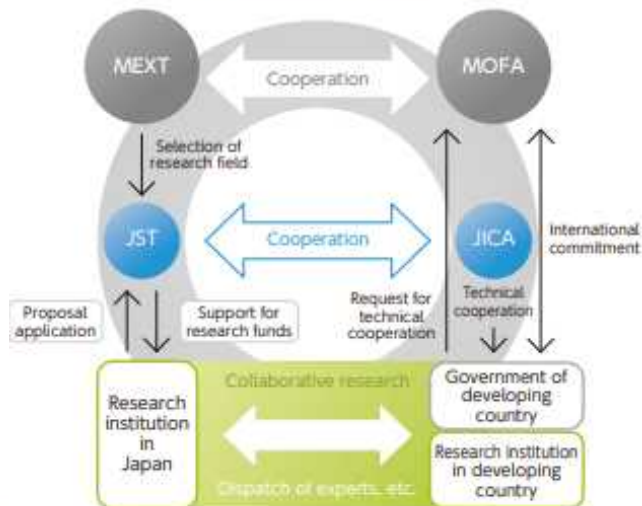 MEXT
Cooperation
MOFA
Selection of
research field
JST
Cooperation
JICA
International
commitment
Proposal
application
Support for
research funds
Request for
technical
cooperation
Technical
cooperation
Collaborative research
Research
institution
in
Japan
Government of
developing
country
Research institution
in developing
country
Dispatch of experts, etc.